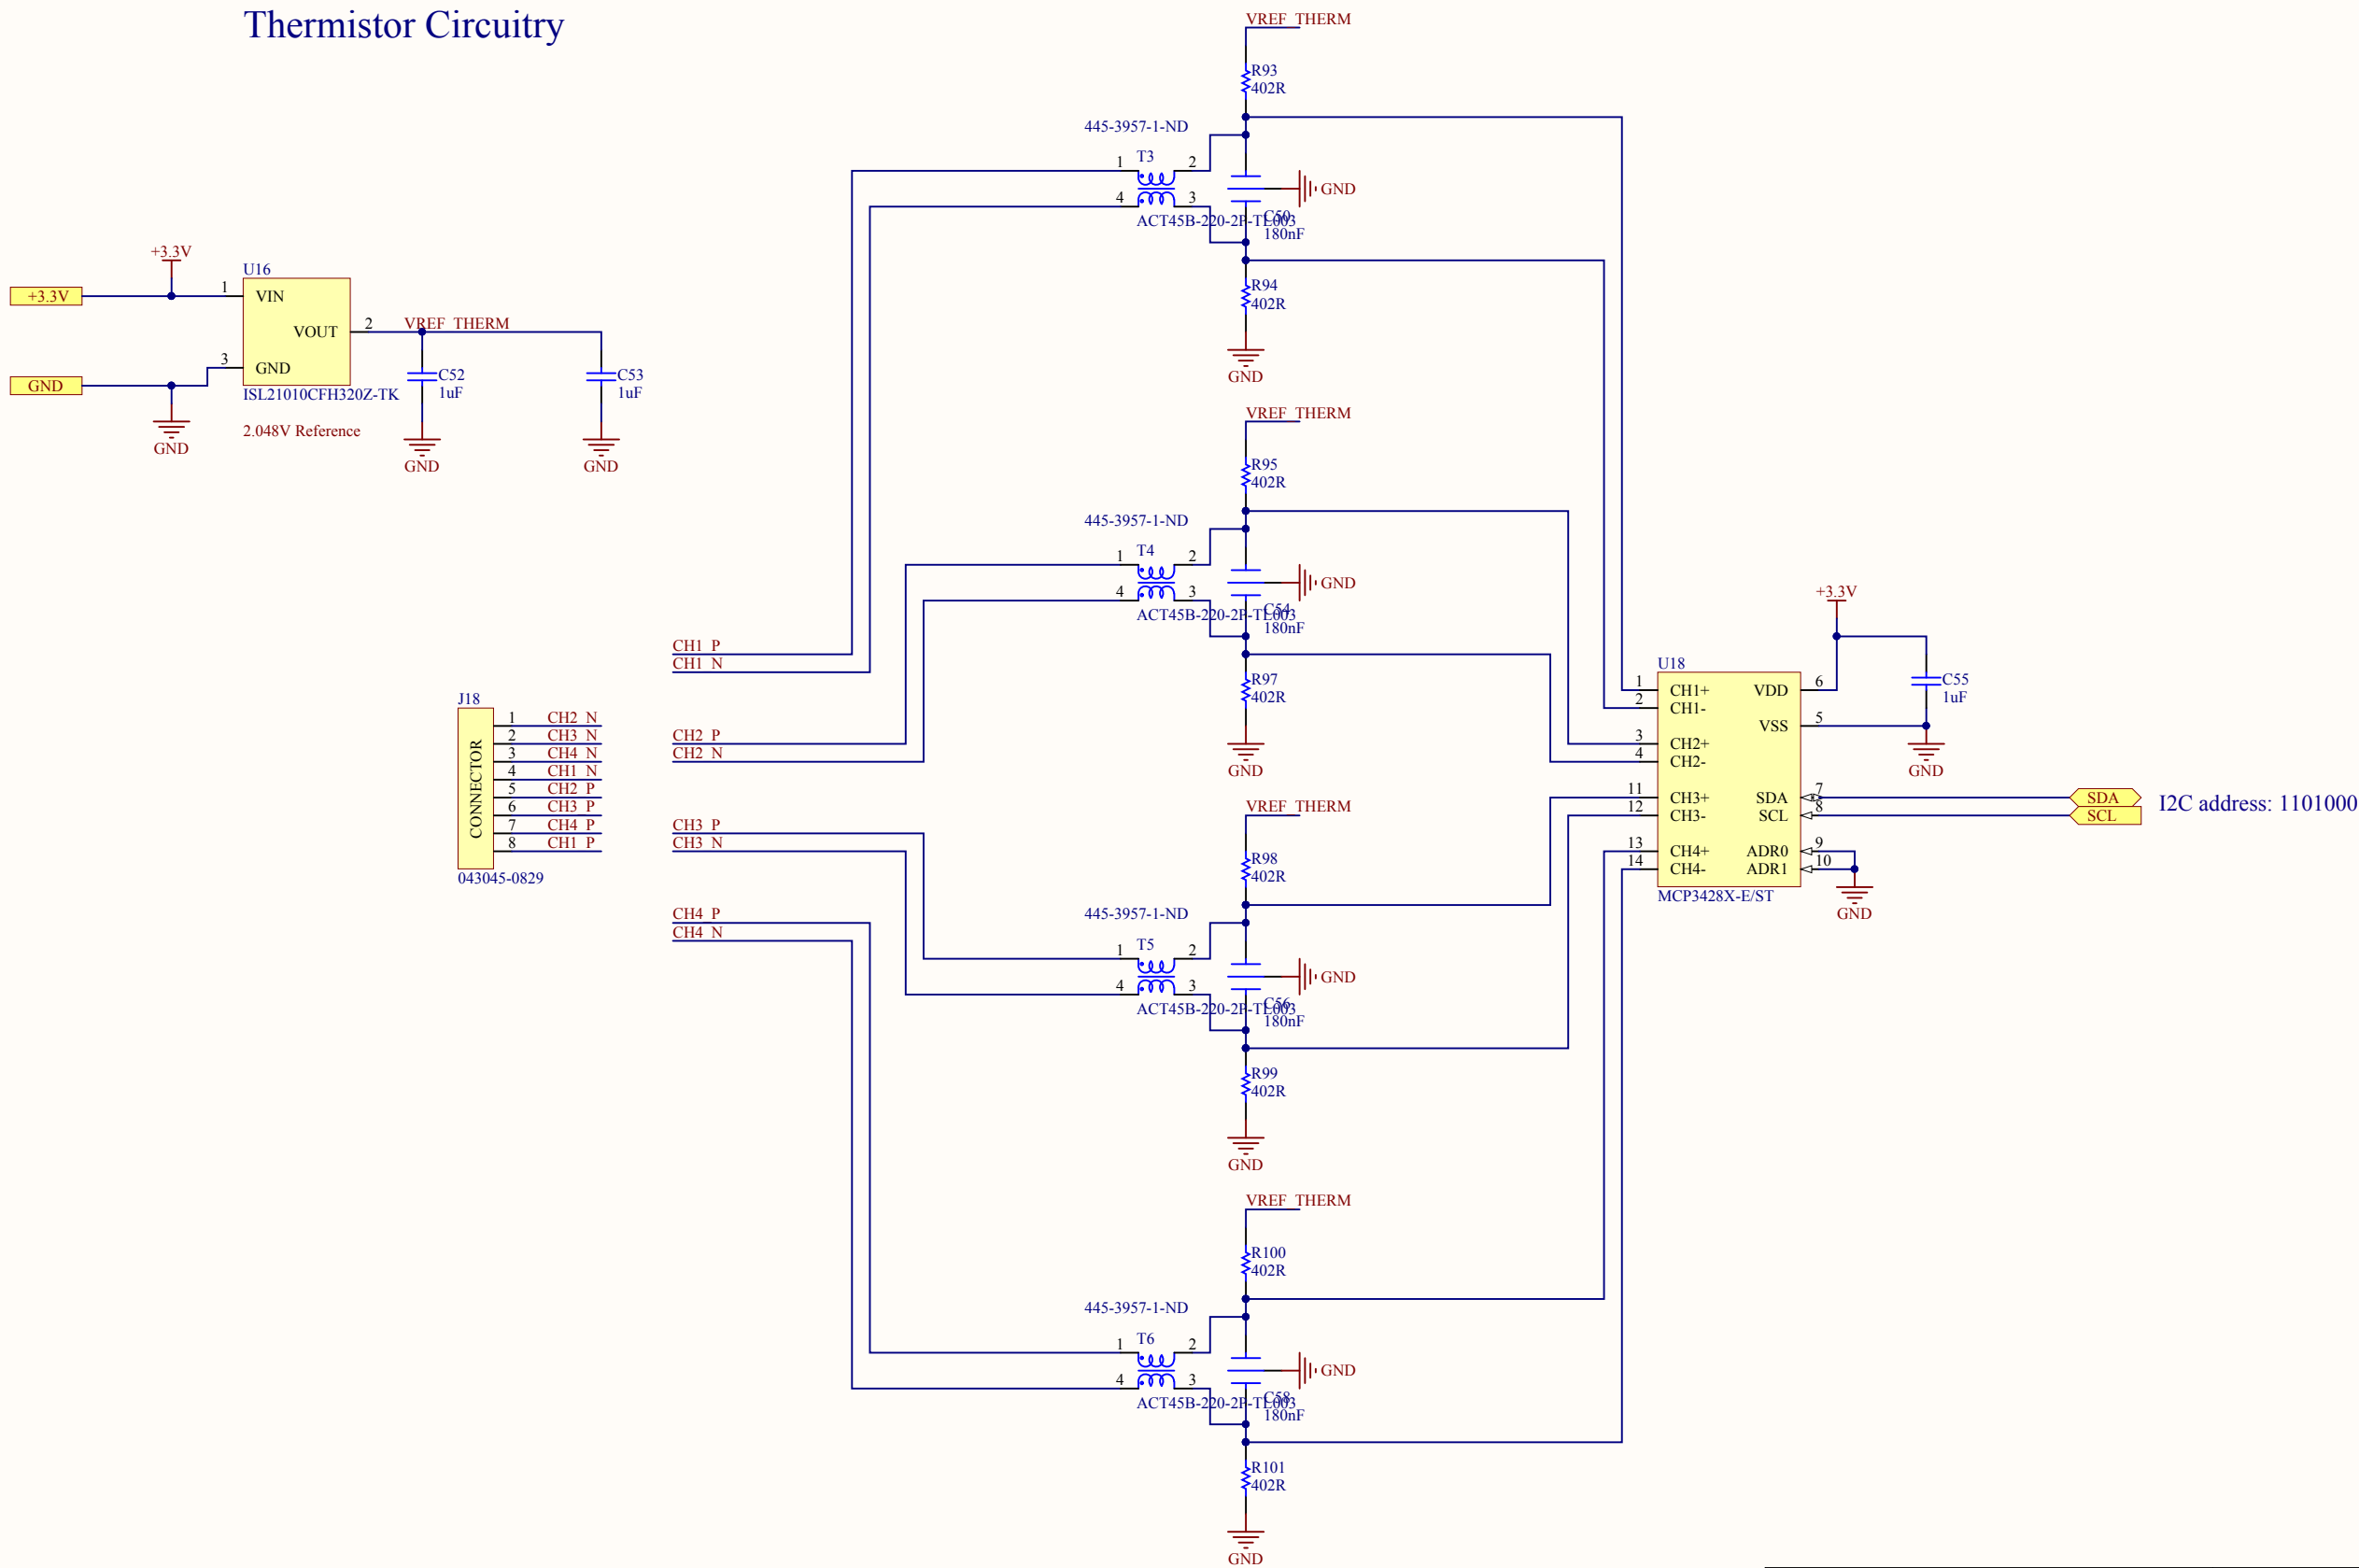 Thermistor Circuitry
+3.3V
+3.3V
GND
GND
U16
1
VIN
VOUT
2
3
GND
ISL21010CFH320Z-TK
2.048V Reference
VREF_THERM
C52
1uF
GND
C53
1uF
GND
J18
CONNECTOR
1 CH2_N
2 CH3_N
3 CH4_N
4 CH1_N
5 CH2_P
6 CH3_P
7 CH4_P
8 CH1_P
043045-0829
CH1_P
CH1_N
CH2_P
CH2_N
CH3_P
CH3_N
CH4_P
CH4_N
VREF_THERM
R93
402R
445-3957-1-ND
T3
1 2
4 3
ACT45B-220-2P-TL003
GND
C50
180nF
R94
402R
GND
VREF_THERM
R95
402R
445-3957-1-ND
T4
1 2
4 3
ACT45B-220-2P-TL003
GND
C54
180nF
R97
402R
GND
VREF_THERM
R98
402R
445-3957-1-ND
T5
1 2
4 3
ACT45B-220-2P-TL003
GND
C56
180nF
R99
402R
GND
VREF_THERM
R100
402R
445-3957-1-ND
T6
1 2
4 3
ACT45B-220-2P-TL003
GND
C58
180nF
R101
402R
GND
+3.3V
U18
1 CH1+ VDD 6
2 CH1-
VSS 5
3 CH2+
4 CH2-
11 CH3+ SDA 7
12 CH3- SCL 8
13 CH4+ ADR0 9
14 CH4- ADR1 10
MCP3428X-E/ST
C55
1uF
GND
GND
SDA
SCL
I2C address: 1101000